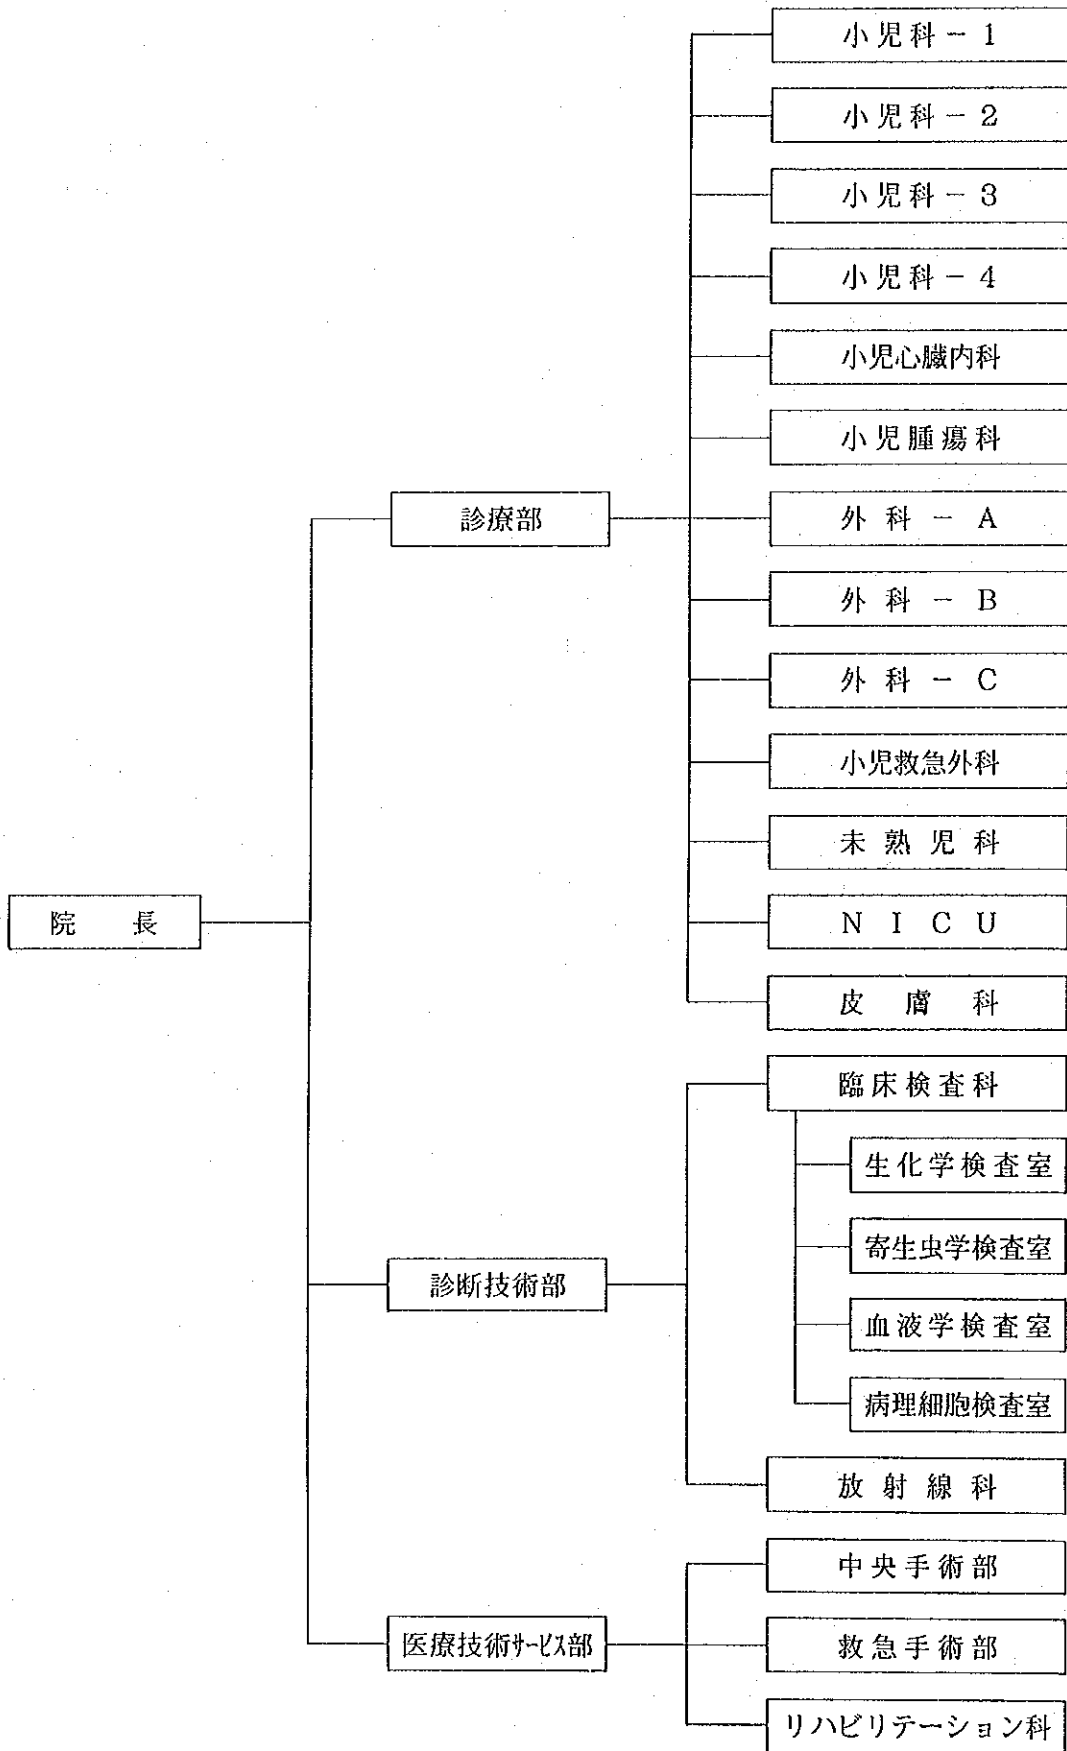 小児科－1
小児科－2
小児科－3
小児科－4
小児心臓内科
小児腫瘍科
診療部
外科－A
外科－B
外科－C
小児救急外科
未熟児科
院長
NICU
皮膚科
臨床検査科
生化学検査室
寄生虫学検査室
診断技術部
血液学検査室
病理細胞検査室
放射線科
中央手術部
医療技術サービス部
救急手術部
リハビリテーション科